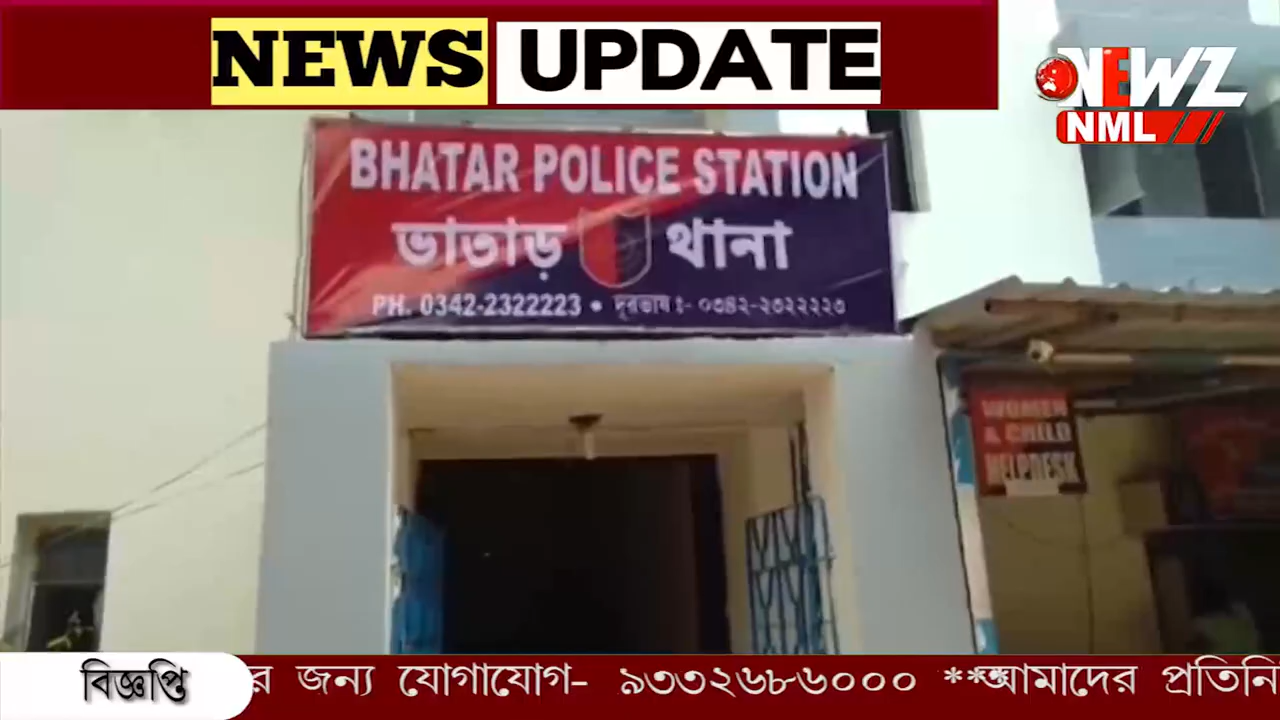 NEWS UPDATE
NEWZ
NML
BHATAR POLICE STATION
ভাতাড় থানা
PH. 0342-2322223 • দূরভাষ ঃ- ০৩৪২-২৩২২২২৩
WOMEN
& CHILD
HELPDESK
বিজ্ঞপ্তি
র জন্য যোগাযোগ- ৯৩৩২৬৮৬০০০ **আমাদের প্রতিনি